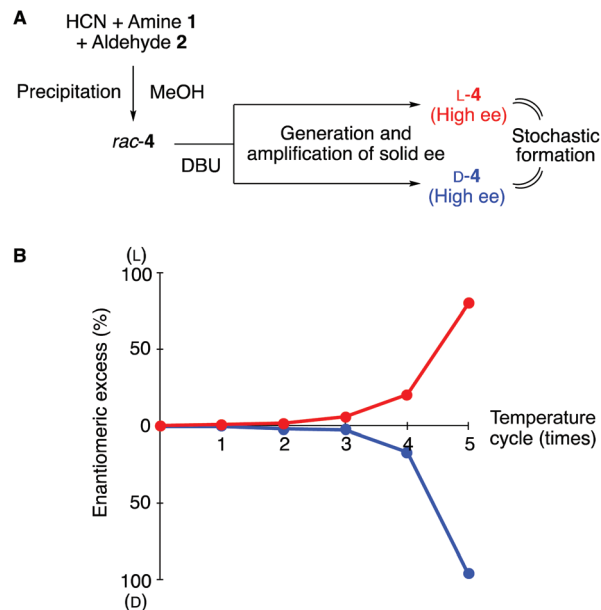 A
HCN + Amine 1
+ Aldehyde 2
Precipitation
MeOH
rac-4
DBU
Generation and
amplification of solid ee
L-4
(High ee)
D-4
(High ee)
Stochastic
formation
B
(L)
100
50
0
50
100
(D)
Enantiomeric excess (%)
1 2 3 4 5
Temperature
cycle (times)